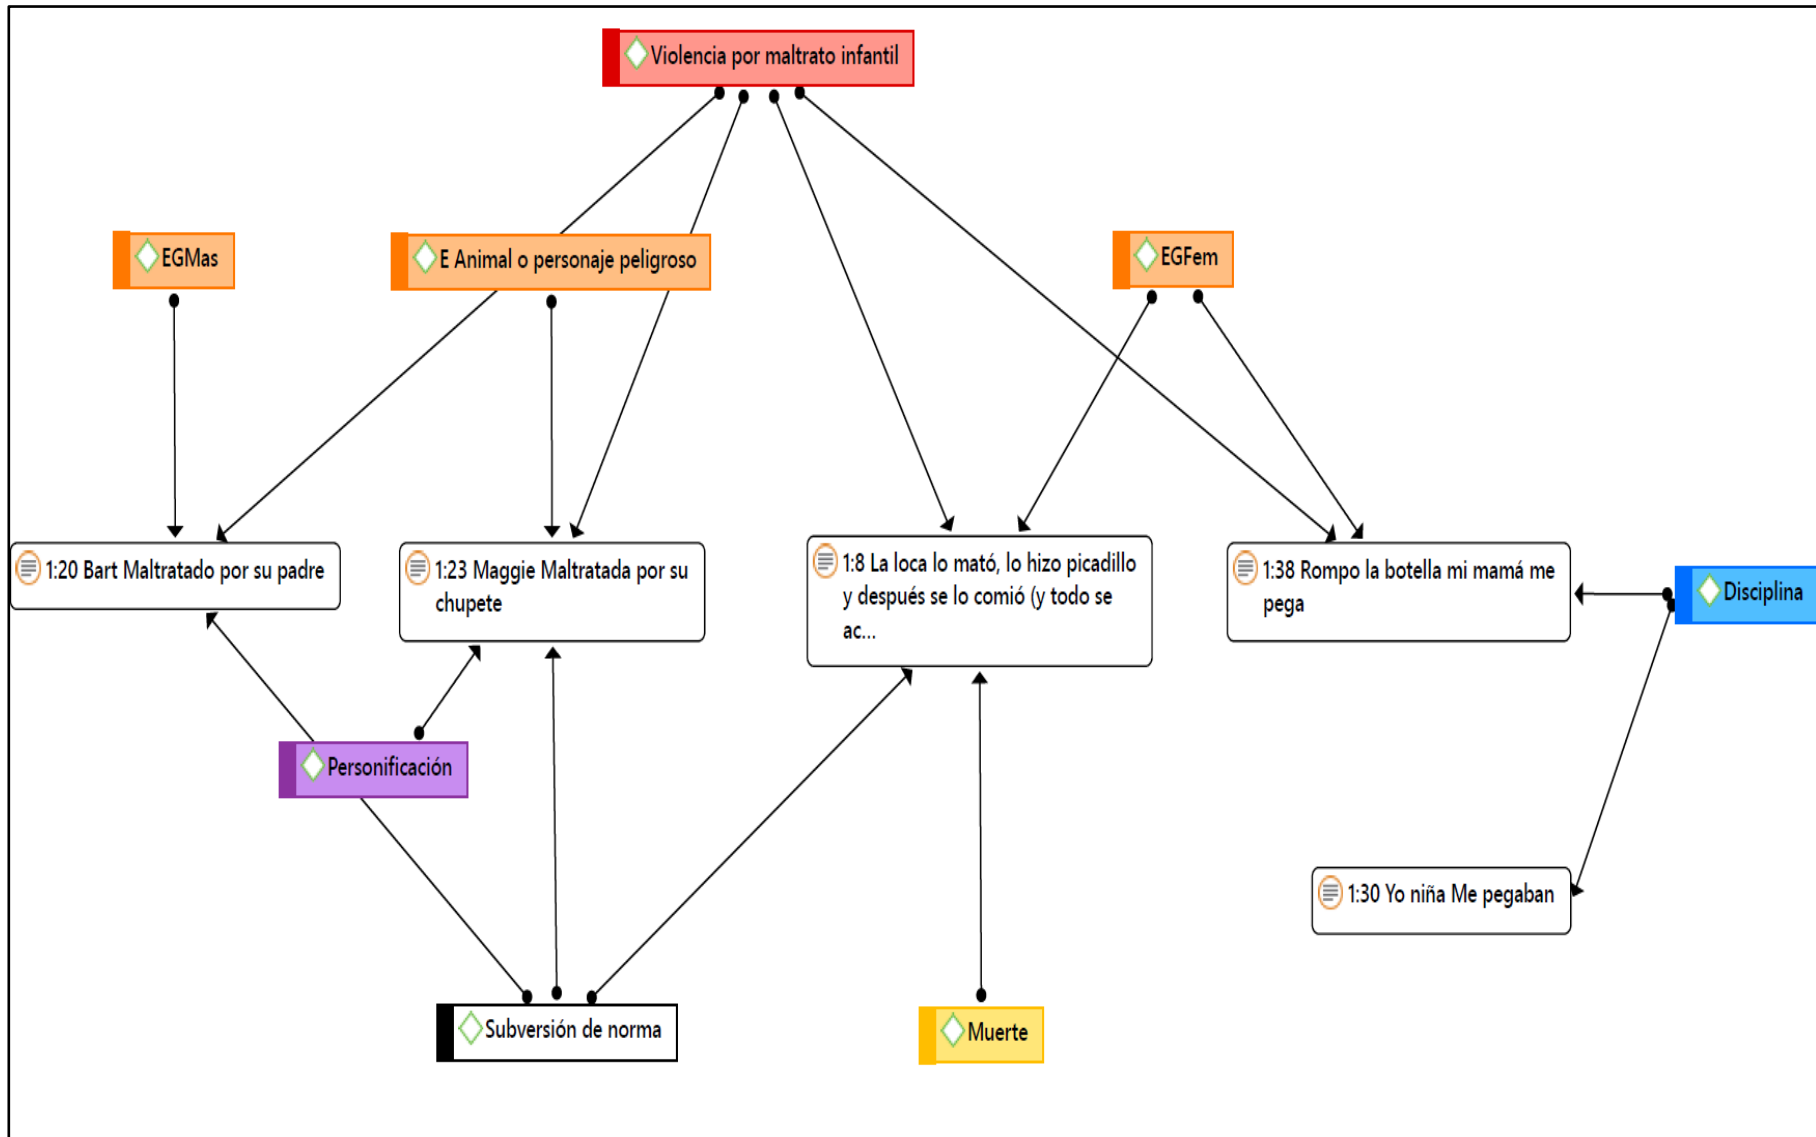 Violencia por maltrato infantil
EGMas
E Animal o personaje peligroso
EGFem
1:20 Bart Maltratado por su padre
1:23 Maggie Maltratada por su
chupete
1:8 La loca lo mató, lo hizo picadillo
y después se lo comió (y todo se
ac...
1:38 Rompo la botella mi mamá me
pega
Disciplina
Personificación
1:30 Yo niña Me pegaban
Subversión de norma
Muerte